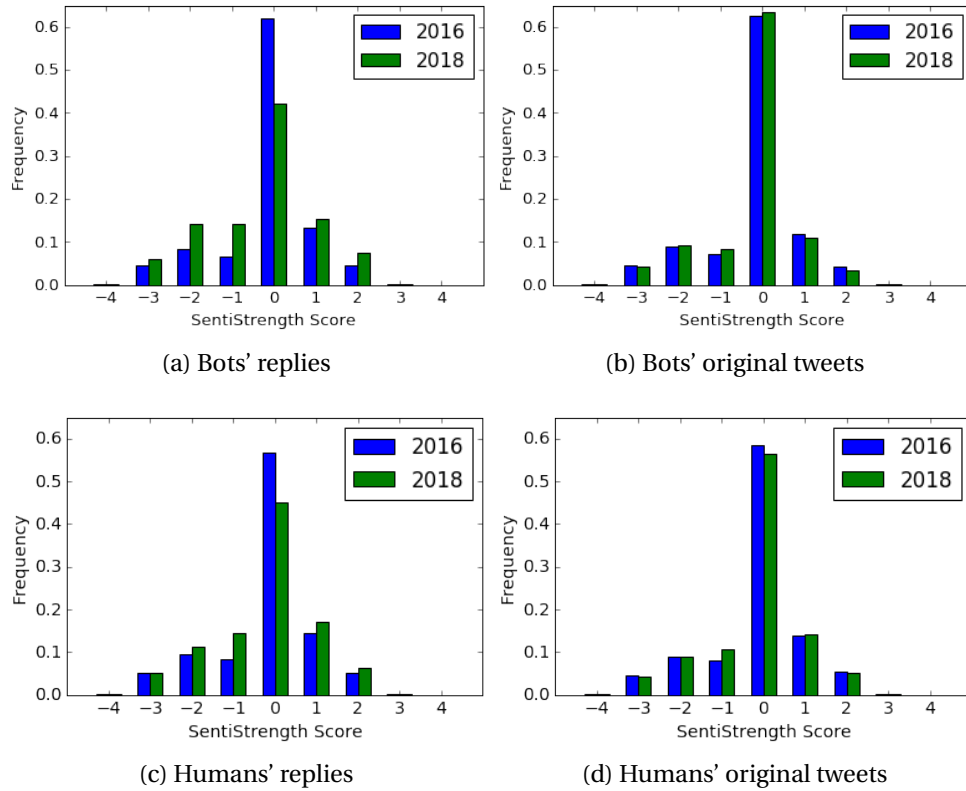 0.6
0.5
0.4
0.3
0.2
0.1
0.0
Frequency
2016
2018
−4 −3 −2 −1 0 1 2 3 4
SentiStrength Score
(a) Bots’ replies
0.6
0.5
0.4
0.3
0.2
0.1
0.0
Frequency
2016
2018
−4 −3 −2 −1 0 1 2 3 4
SentiStrength Score
(b) Bots’ original tweets
0.6
0.5
0.4
0.3
0.2
0.1
0.0
Frequency
2016
2018
−4 −3 −2 −1 0 1 2 3 4
SentiStrength Score
(c) Humans’ replies
0.6
0.5
0.4
0.3
0.2
0.1
0.0
Frequency
2016
2018
−4 −3 −2 −1 0 1 2 3 4
SentiStrength Score
(d) Humans’ original tweets